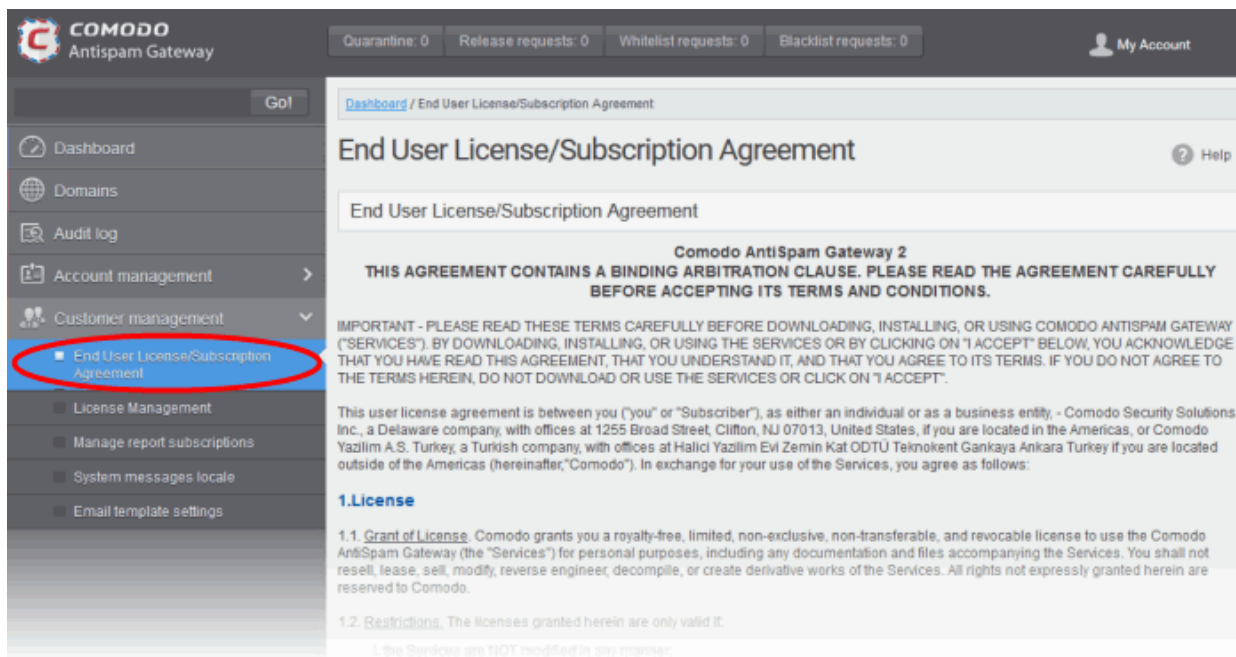 COMODO
Antispam Gateway
Quarantine: 0 Release requests: 0 Whitelist requests: 0 Blacklist requests: 0
My Account
Go!
Dashboard
Domains
Audit log
Account management
Customer management
End User License/Subscription
Agreement
License Management
Manage report subscriptions
System messages locale
Email template settings
Dashboard / End User License/Subscription Agreement
End User License/Subscription Agreement
Help
End User License/Subscription Agreement
Comodo AntiSpam Gateway 2
THIS AGREEMENT CONTAINS A BINDING ARBITRATION CLAUSE. PLEASE READ THE AGREEMENT CAREFULLY
BEFORE ACCEPTING ITS TERMS AND CONDITIONS.
IMPORTANT - PLEASE READ THESE TERMS CAREFULLY BEFORE DOWNLOADING, INSTALLING, OR USING COMODO ANTISPAM GATEWAY
("SERVICES"). BY DOWNLOADING, INSTALLING, OR USING THE SERVICES OR BY CLICKING ON "I ACCEPT" BELOW, YOU ACKNOWLEDGE
THAT YOU HAVE READ THIS AGREEMENT, THAT YOU UNDERSTAND IT, AND THAT YOU AGREE TO ITS TERMS. IF YOU DO NOT AGREE TO
THE TERMS HEREIN, DO NOT DOWNLOAD OR USE THE SERVICES OR CLICK ON "I ACCEPT".
This user license agreement is between you ("you" or "Subscriber"), as either an individual or as a business entity, - Comodo Security Solutions
Inc., a Delaware company, with offices at 1255 Broad Street, Clifton, NJ 07013, United States, if you are located in the Americas, or Comodo
Yazilim A.S. Turkey, a Turkish company, with offices at Halici Yazilim Evi Zemin Kat ODTÜ Teknokent Gankaya Ankara Turkey if you are located
outside of the Americas (hereinafter,"Comodo"). In exchange for your use of the Services, you agree as follows:
1.License
1.1. Grant of License. Comodo grants you a royalty-free, limited, non-exclusive, non-transferable, and revocable license to use the Comodo
AntiSpam Gateway (the "Services") for personal purposes, including any documentation and files accompanying the Services. You shall not
resell, lease, sell, modify, reverse engineer, decompile, or create derivative works of the Services. All rights not expressly granted herein are
reserved to Comodo.
1.2. Restrictions. The licenses granted herein are only valid if:
i. the Services are NOT modified in any manner;